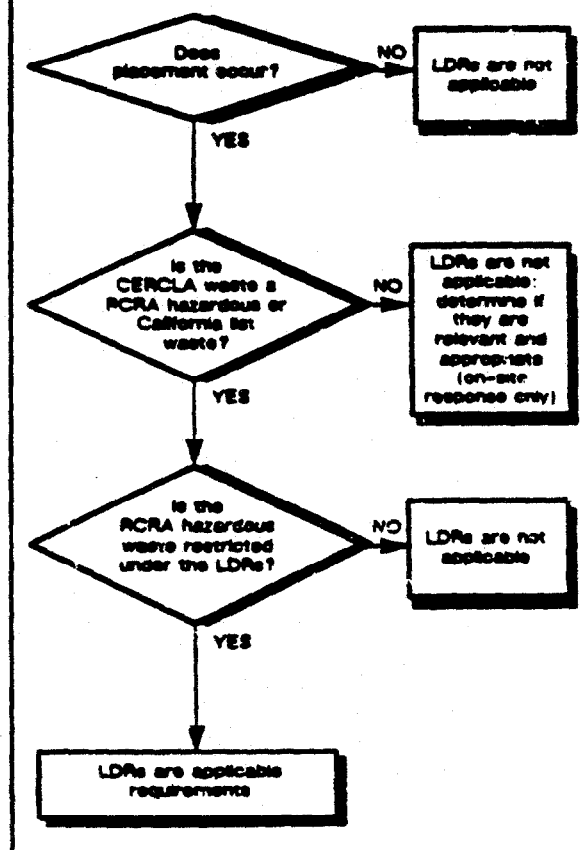 Does
placement occur?
NO
LDRs are not
applicable
YES
Is the
CERCLA waste a
RCRA hazardous or
California list
waste?
NO
LDRs are not
applicable:
determine if
they are
relevant and
appropriate
(on-site
response only)
YES
Is the
RCRA hazardous
waste restricted
under the LDRs?
NO
LDRs are not
applicable
YES
LDRs are applicable
requirements